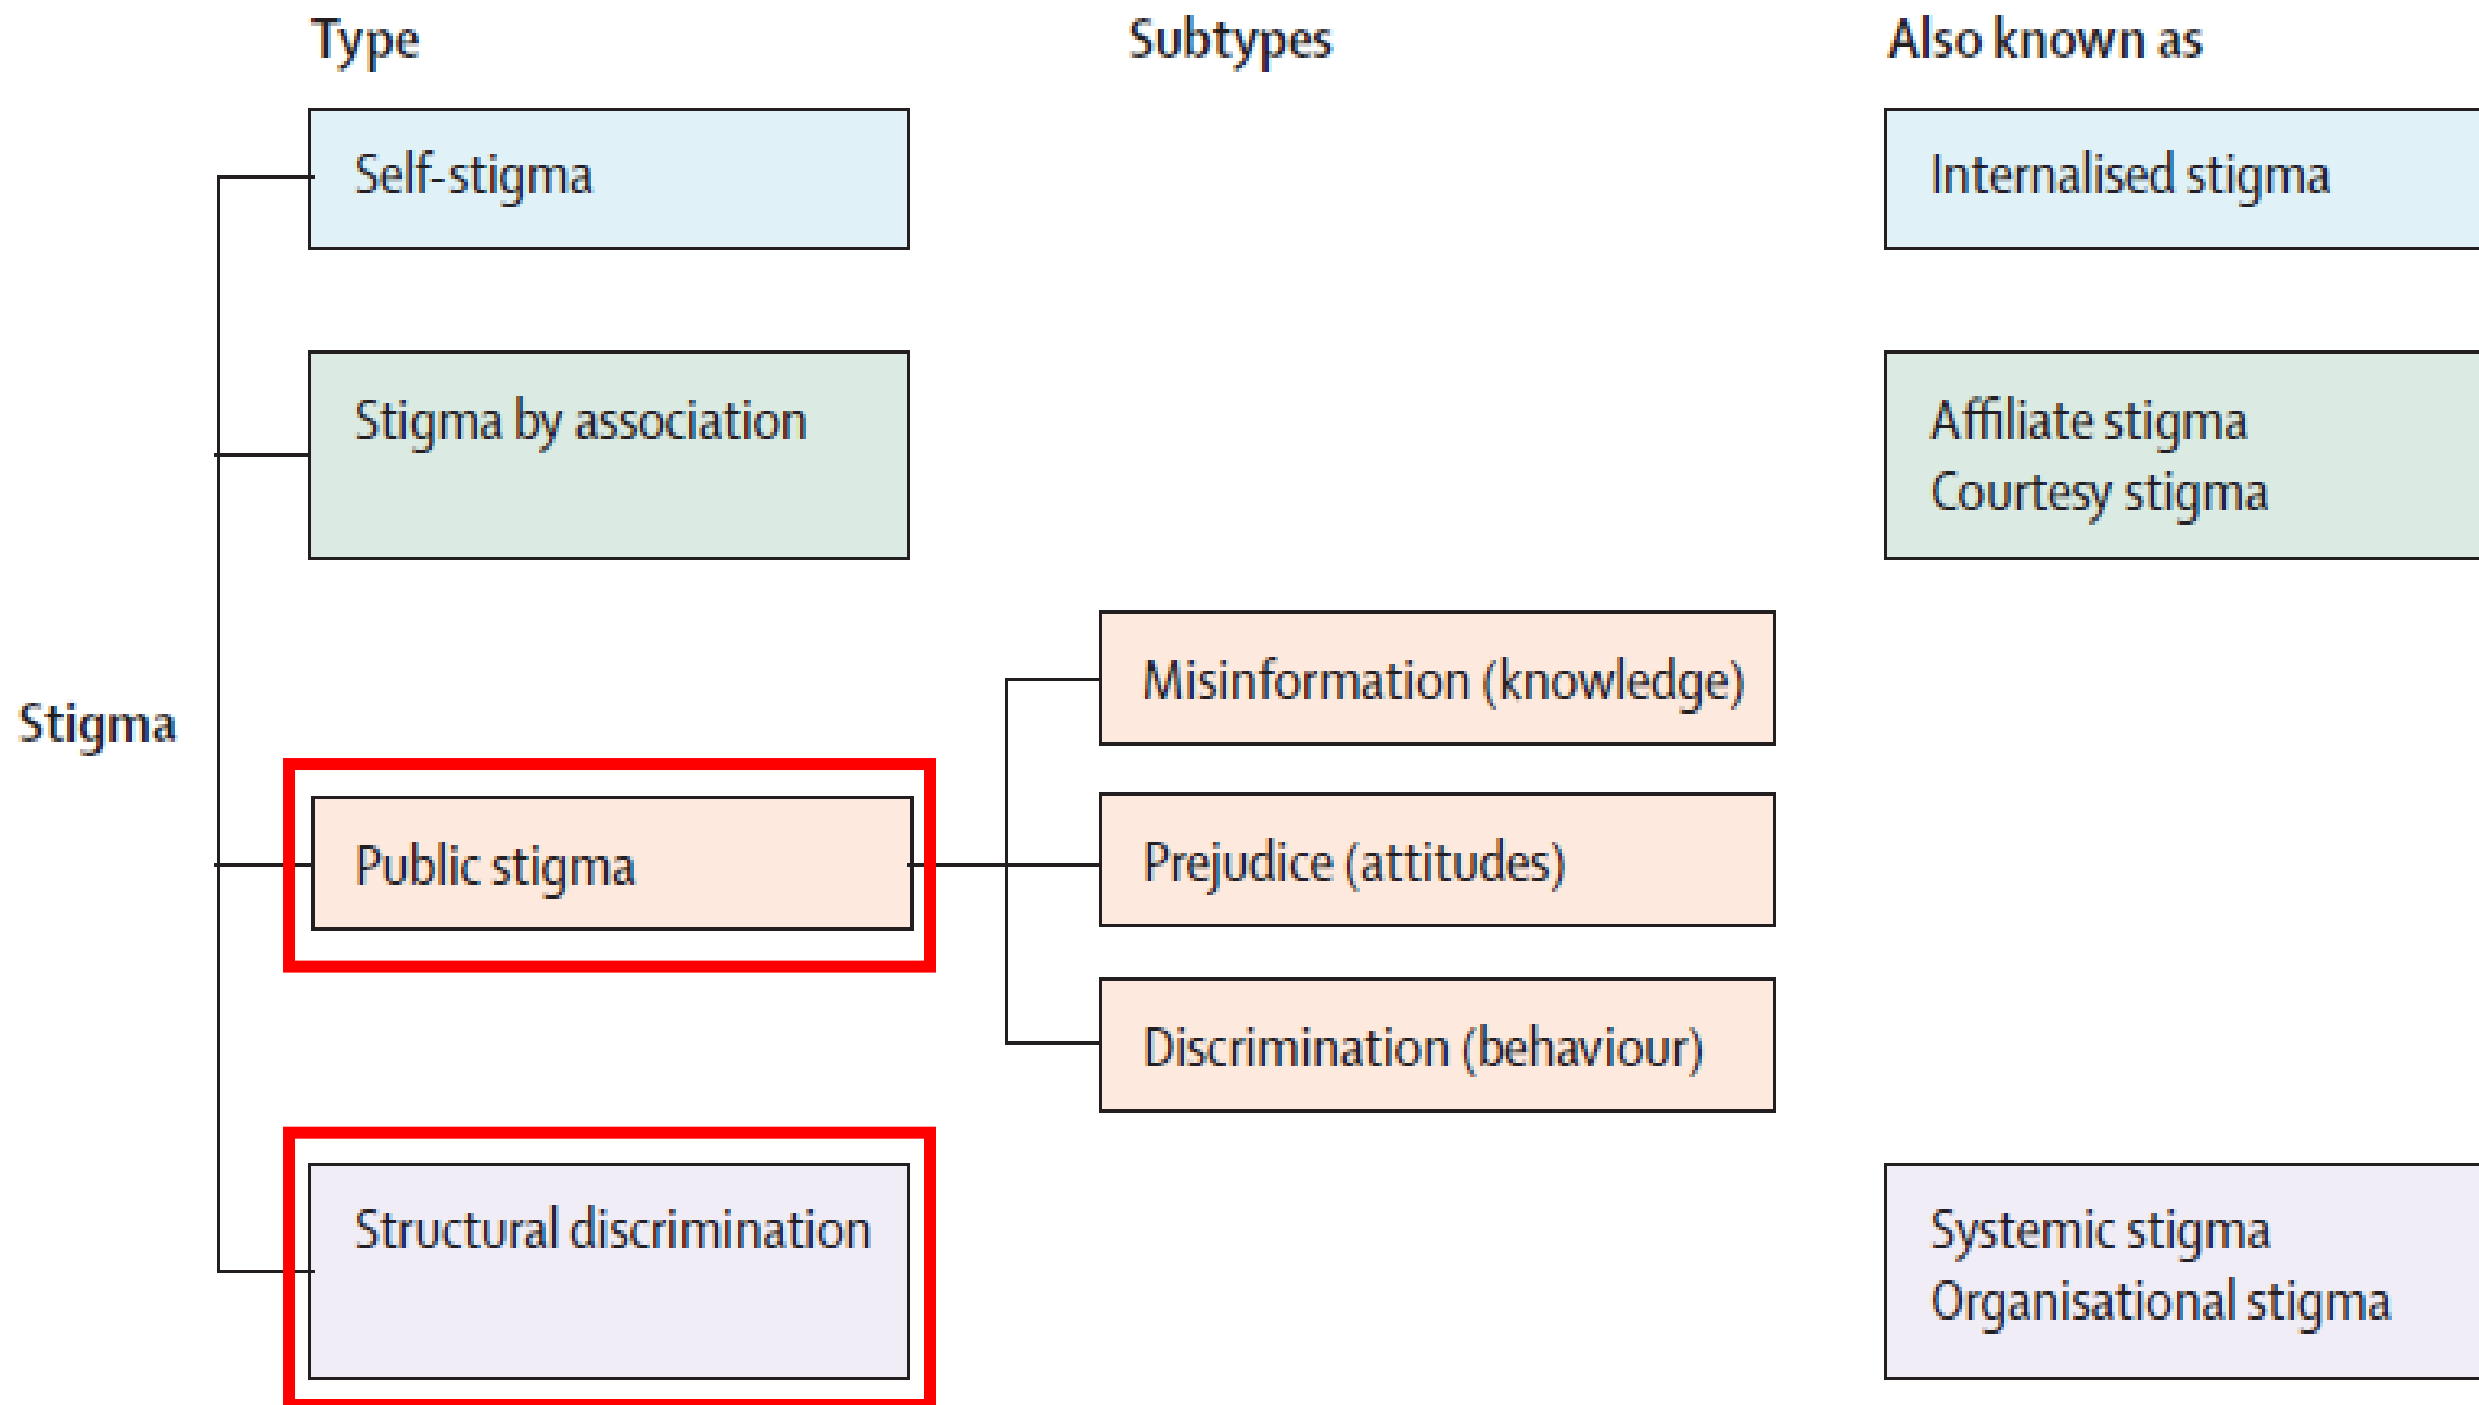 Type Subtypes Also known as
Self-stigma Internalised stigma
Stigma by association Affiliate stigma
Courtesy stigma
Misinformation (knowledge)
Stigma
Public stigma Prejudice (attitudes)
Discrimination (behaviour)
Structural discrimination Systemic stigma
Organisational stigma